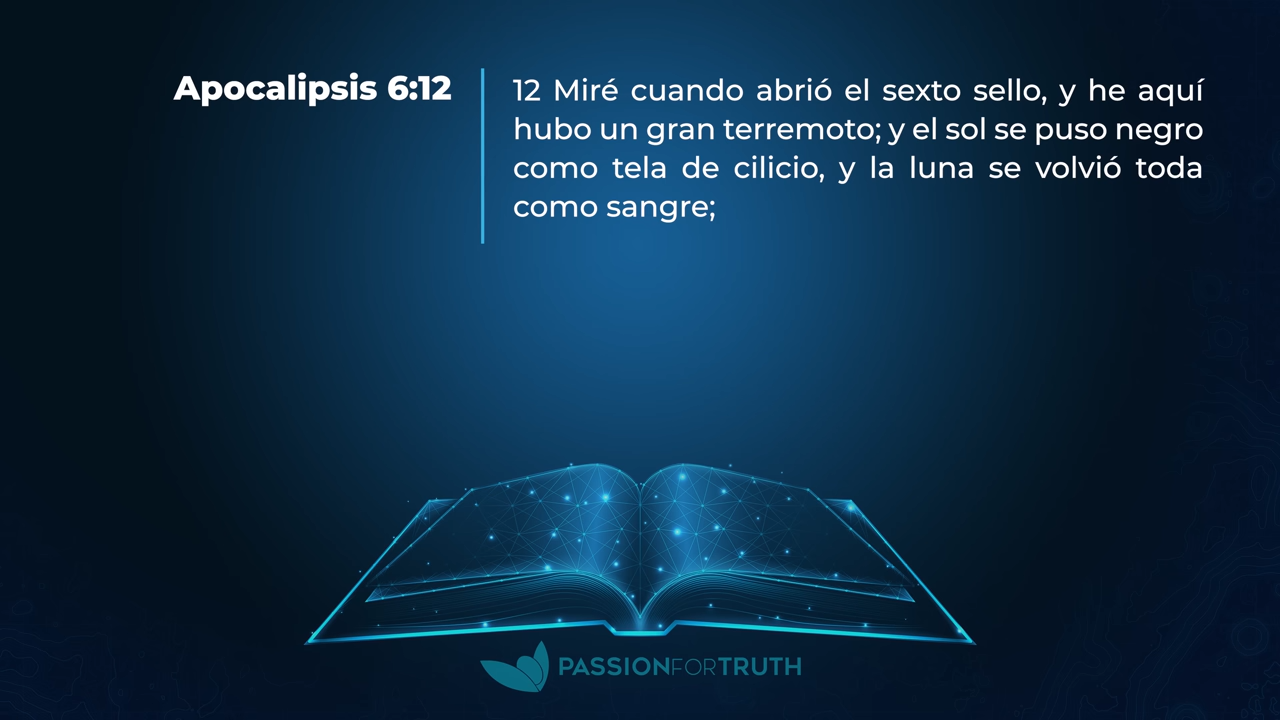 Apocalipsis 6:12
12 Miré cuando abrió el sexto sello, y he aquí
hubo un gran terremoto; y el sol se puso negro
como tela de cilicio, y la luna se volvió toda
como sangre;
PASSIONFORTRUTH